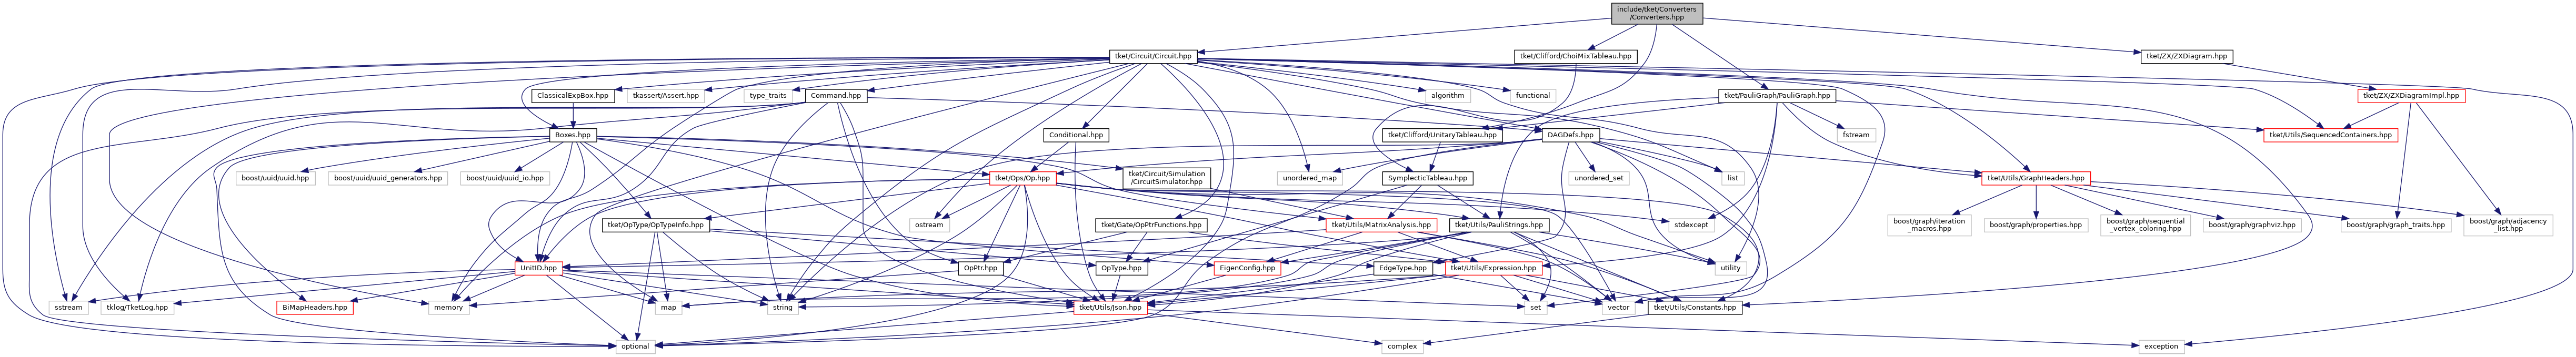 include/tket/Converters
/Converters.hpp
tket/Circuit/Circuit.hpp
tket/Clifford/ChoiMixTableau.hpp
tket/ZX/ZXDiagram.hpp
ClassicalExpBox.hpp
tkassert/Assert.hpp
type_traits
Command.hpp
algorithm
functional
tket/PauliGraph/PauliGraph.hpp
tket/ZX/ZXDiagramImpl.hpp
Boxes.hpp
Conditional.hpp
tket/Clifford/UnitaryTableau.hpp
DAGDefs.hpp
fstream
tket/Utils/SequencedContainers.hpp
boost/uuid/uuid.hpp
boost/uuid/uuid_generators.hpp
boost/uuid/uuid_io.hpp
tket/Circuit/Simulation
/CircuitSimulator.hpp
tket/Ops/Op.hpp
unordered_map
SymplecticTableau.hpp
unordered_set
list
tket/Utils/GraphHeaders.hpp
tket/OpType/OpTypeInfo.hpp
ostream
tket/Gate/OpPtrFunctions.hpp
tket/Utils/MatrixAnalysis.hpp
tket/Utils/PauliStrings.hpp
stdexcept
boost/graph/iteration
_macros.hpp
boost/graph/properties.hpp
boost/graph/sequential
_vertex_coloring.hpp
boost/graph/graphviz.hpp
boost/graph/graph_traits.hpp
boost/graph/adjacency
_list.hpp
UnitID.hpp
OpPtr.hpp
OpType.hpp
EigenConfig.hpp
EdgeType.hpp
tket/Utils/Expression.hpp
utility
sstream
tklog/TketLog.hpp
BiMapHeaders.hpp
memory
map
string
tket/Utils/Json.hpp
set
vector
tket/Utils/Constants.hpp
optional
complex
exception